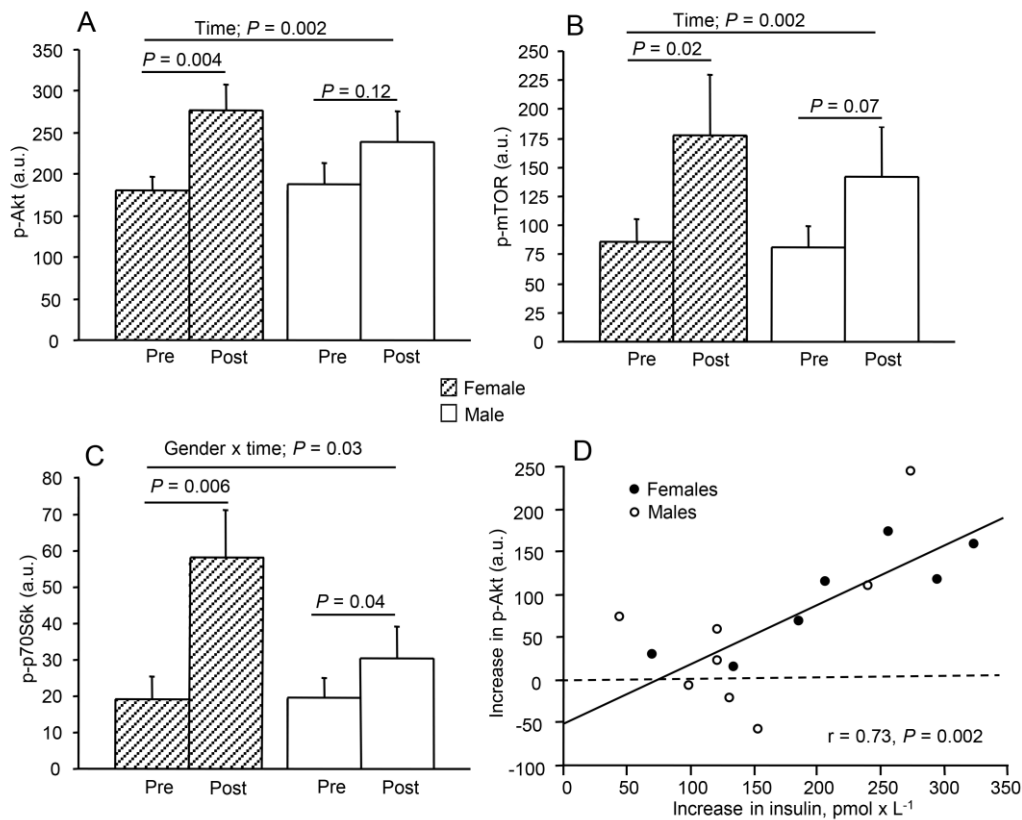 A
Time; P = 0.002
P = 0.004
P = 0.12
350
300
250
200
150
100
50
0
p-Akt (a.u.)
Pre
Post
Pre
Post
B
Time; P = 0.002
P = 0.02
P = 0.07
250
225
200
175
150
125
100
75
50
25
0
p-mTOR (a.u.)
Pre
Post
Pre
Post
Female
Male
C
Gender x time; P = 0.03
P = 0.006
P = 0.04
80
70
60
50
40
30
20
10
0
p-p70S6k (a.u.)
Pre
Post
Pre
Post
D
Females
Males
250
200
150
100
50
0
-50
-100
Increase in p-Akt (a.u.)
r = 0.73, P = 0.002
0 50 100 150 200 250 300 350
Increase in insulin, pmol x L⁻¹